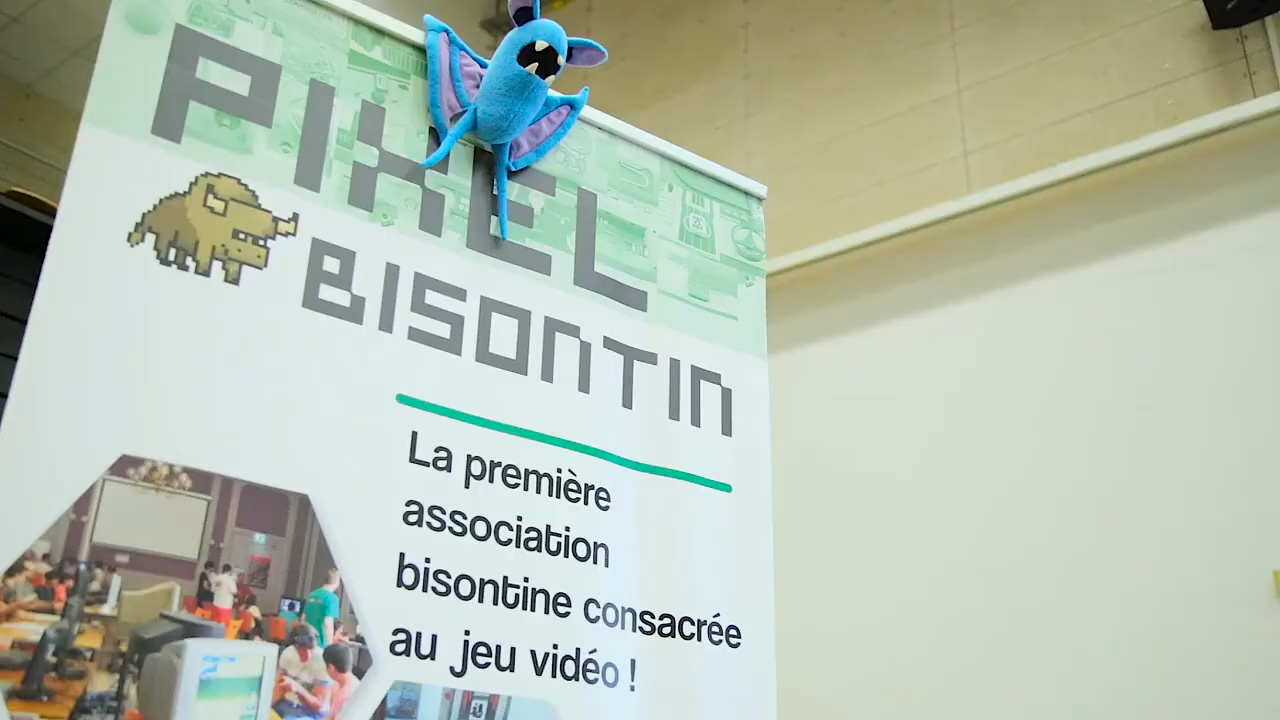 PIXEL
BISONTIN
La première
association
bisontine consacrée
au jeu vidéo !